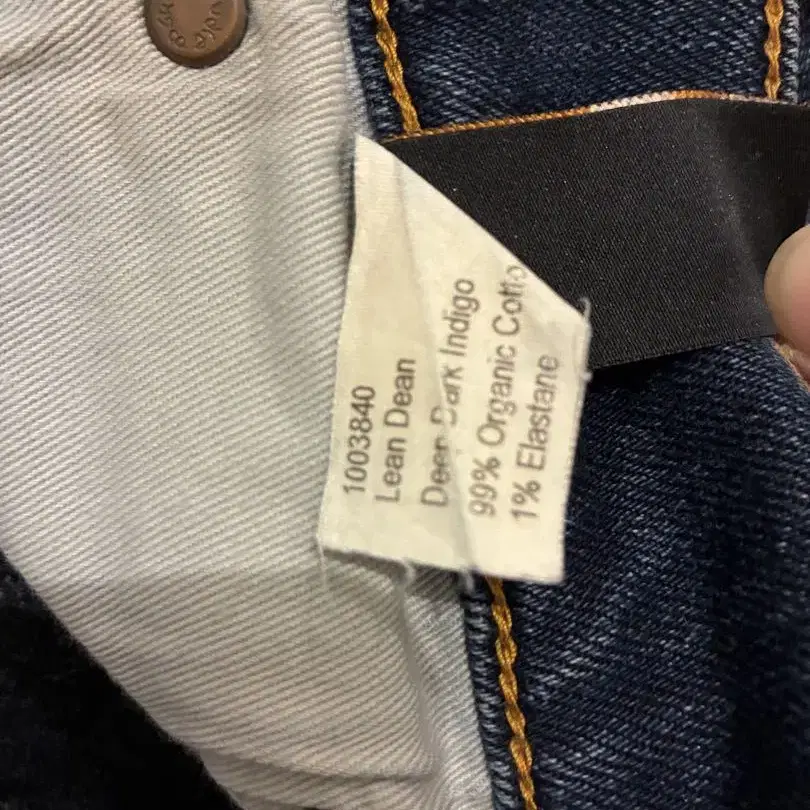 1003840
Lean Dean
Deep Dark Indigo
99% Organic Cotto
1% Elastane